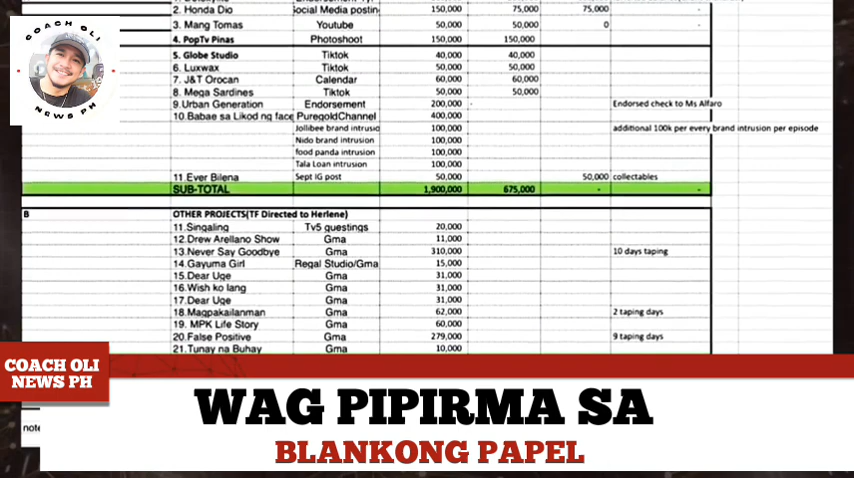 COACH OLI
NEWS PH
2. Honda Dio Social Media postin 150,000 75,000 75,000 -
3. Mang Tomas Youtube 50,000 50,000 0 -
4. PopTv Pinas Photoshoot 150,000 150,000
5. Globe Studio Tiktok 40,000 40,000
6. Luxwax Tiktok 50,000 50,000
7. J&T Orocan Calendar 60,000 60,000
8. Mega Sardines Tiktok 50,000 50,000
9.Urban Generation Endorsement 200,000 - Endorsed check to Ms Alfaro
10.Babae sa Likod ng face PuregoldChannel 400,000
Jollibee brand intrusio 100,000 additional 100k per every brand intrusion per episode
Nido brand intrusion 100,000
food panda intrusion 100,000
Tala Loan intrusion 100,000
11.Ever Bilena Sept IG post 50,000 50,000 collectables
SUB-TOTAL 1,900,000 675,000 - -
B OTHER PROJECTS(TF Directed to Herlene)
11.Singaling Tv5 guestings 20,000
12.Drew Arellano Show Gma 11,000
13.Never Say Goodbye Gma 310,000 10 days taping
14.Gayuma Girl Regal Studio/Gma 15,000
15.Dear Uge Gma 31,000
16.Wish ko lang Gma 31,000
17.Dear Uge Gma 31,000
18.Magpakailanman Gma 62,000 2 taping days
19. MPK Life Story Gma 60,000
20.False Positive Gma 279,000 9 taping days
21.Tunay na Buhay Gma 10,000
COACH OLI
NEWS PH
note
WAG PIPIRMA SA
BLANKONG PAPEL